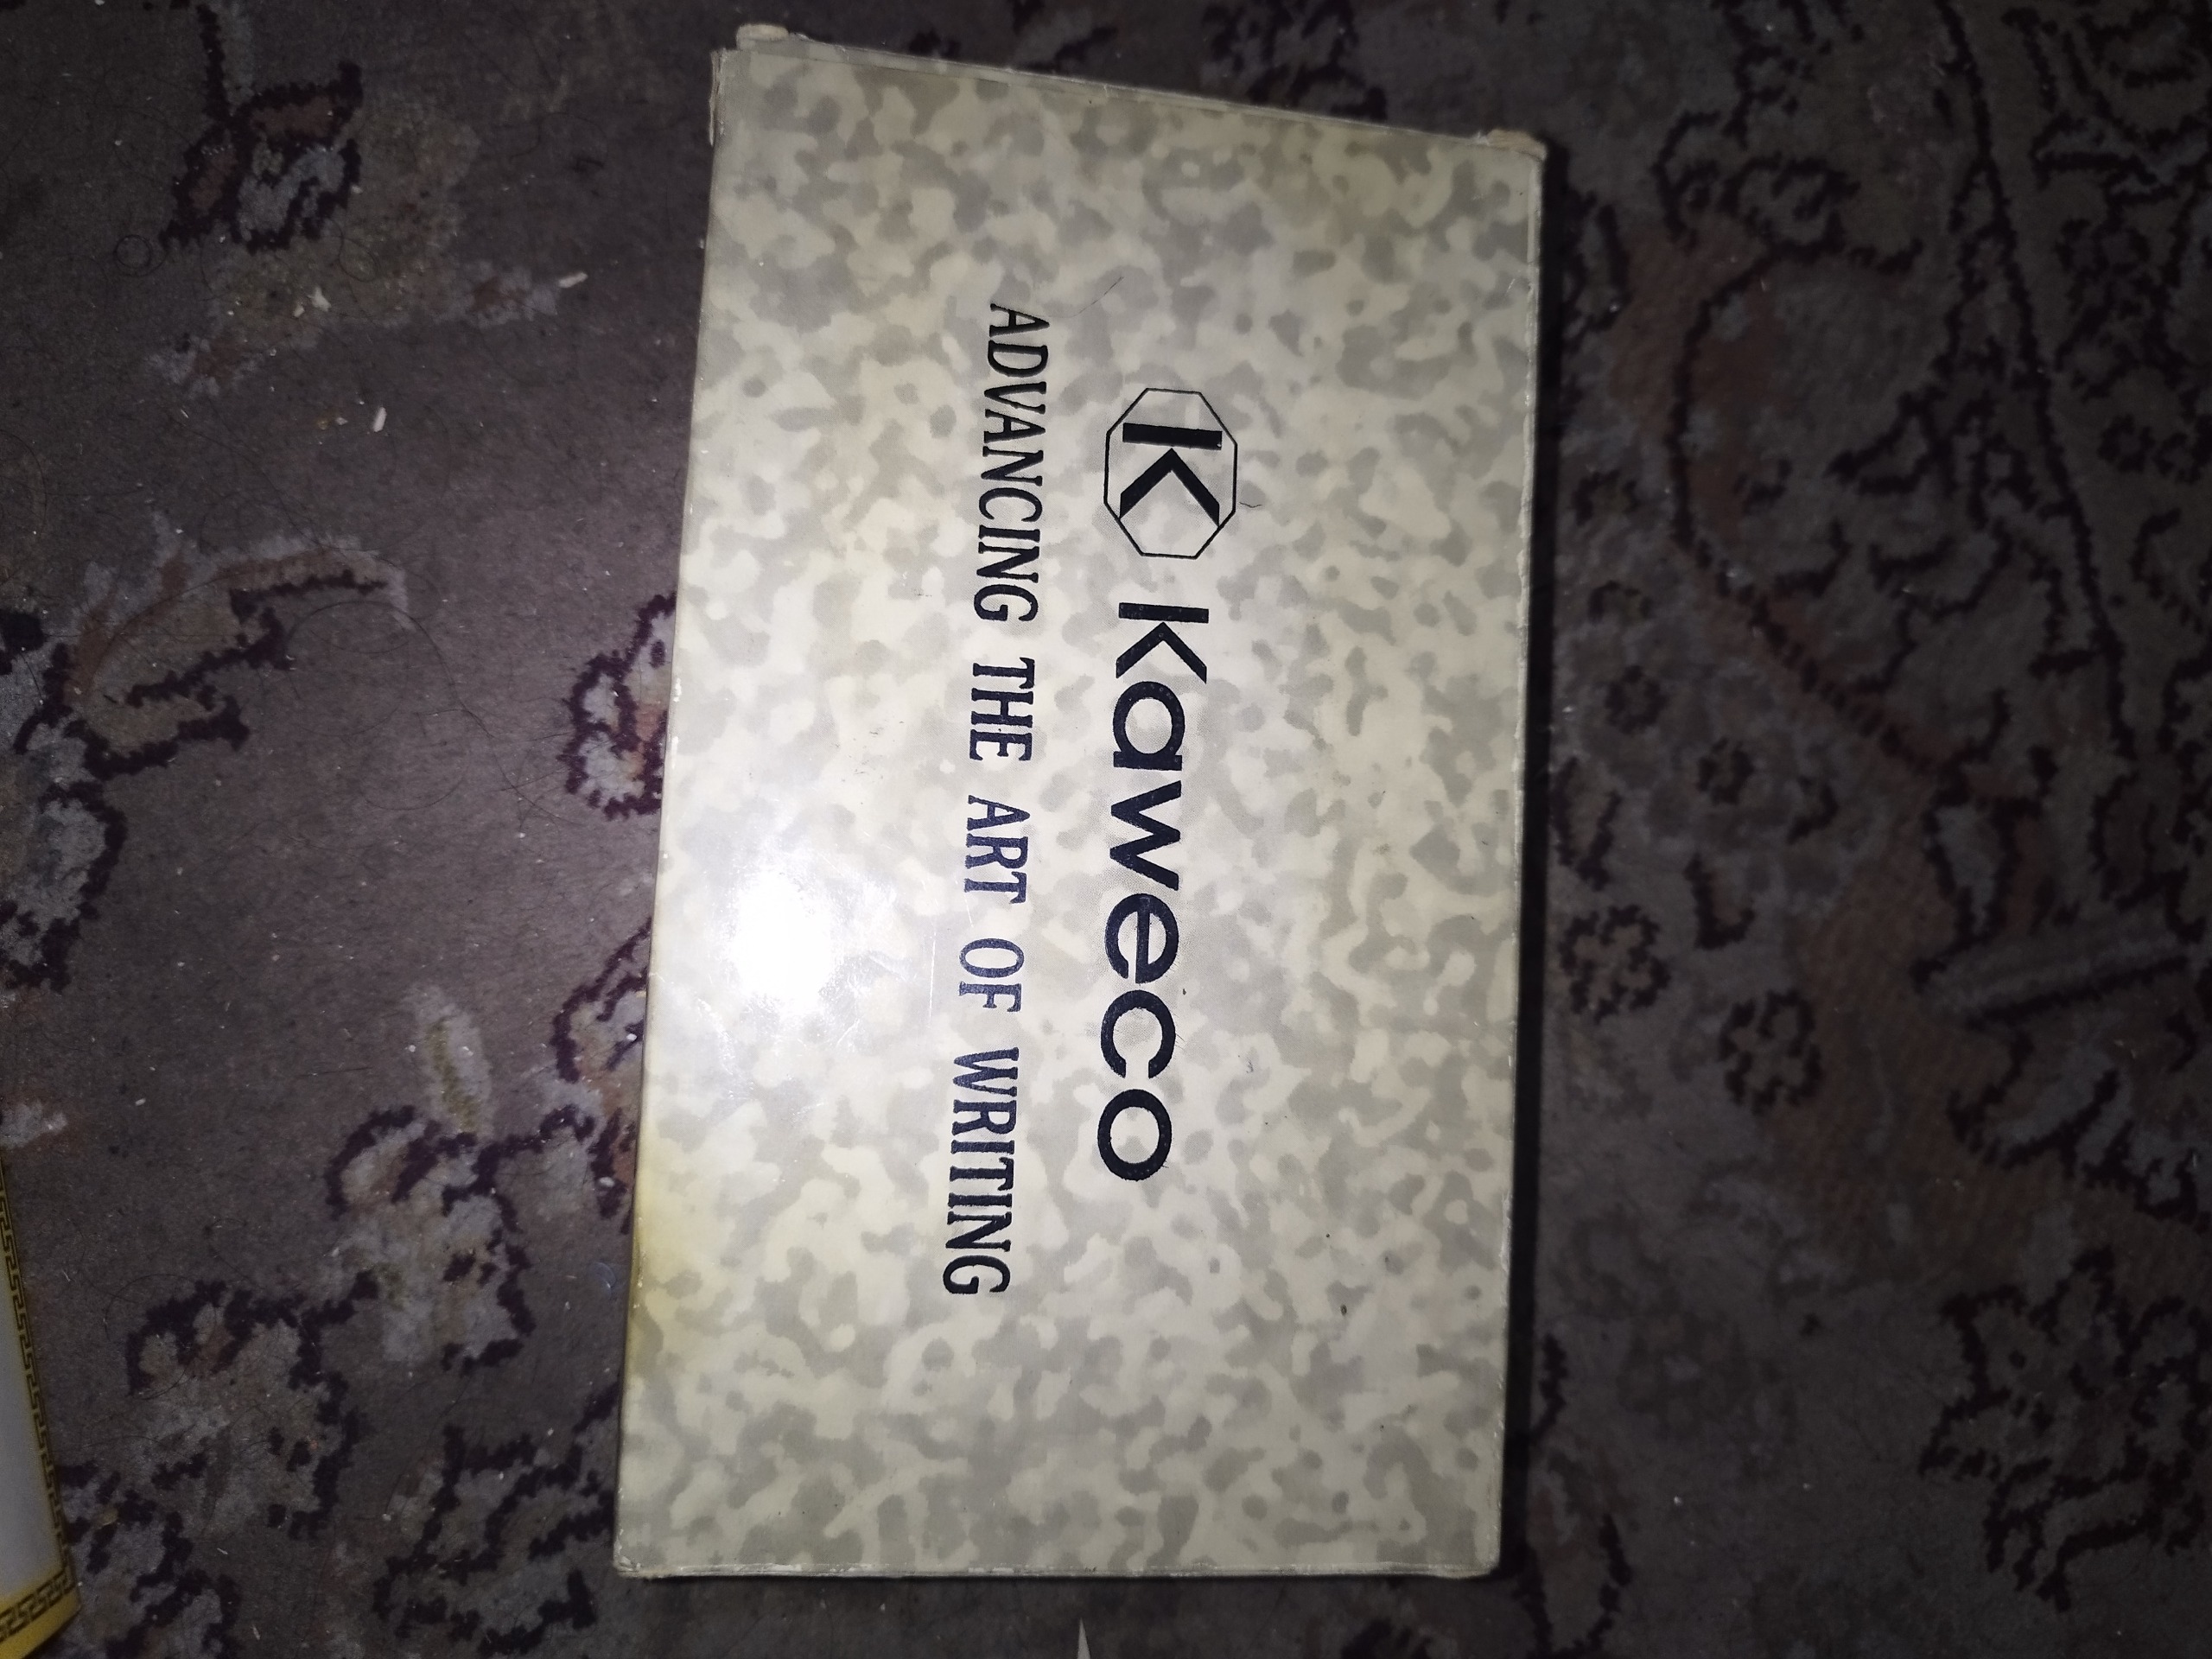 K Kaweco
ADVANCING THE ART OF WRITING